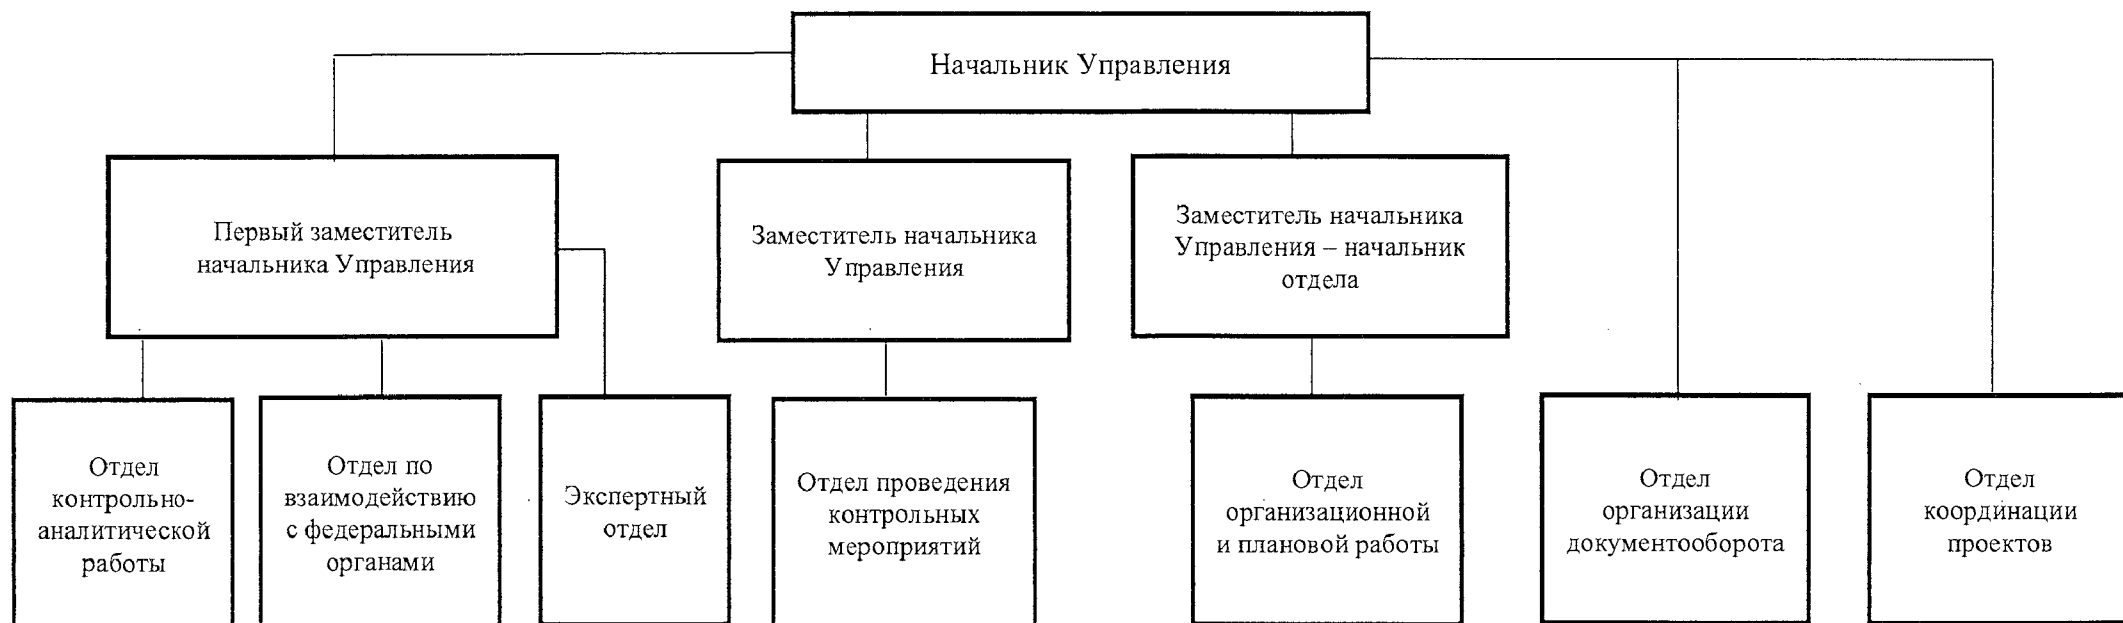 Начальник Управления
Первый заместитель
начальника Управления
Заместитель начальника
Управления
Заместитель начальника
Управления – начальник
отдела
Отдел
контрольно-
аналитической
работы
Отдел по
взаимодействию
с федеральными
органами
Экспертный
отдел
Отдел проведения
контрольных
мероприятий
Отдел
организационной
и плановой работы
Отдел
организации
документооборота
Отдел
координации
проектов